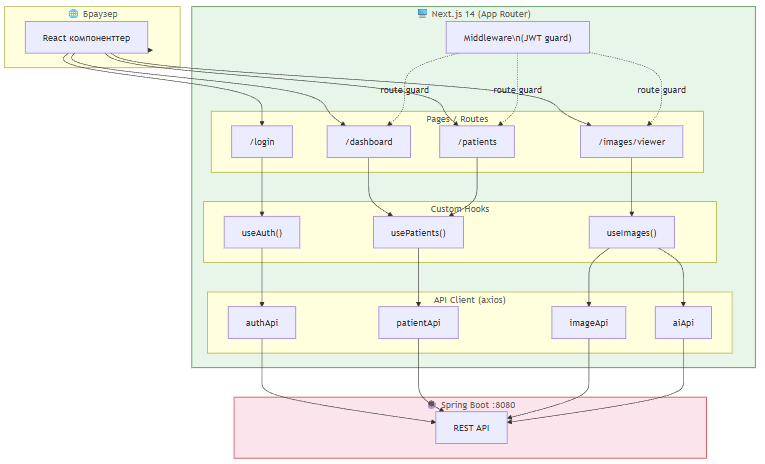 🌐 Браузер
React компоненттер
🖥️ Next.js 14 (App Router)
Middleware\n(JWT guard)
route guard
route guard
route guard
Pages / Routes
/login
/dashboard
/patients
/images/viewer
Custom Hooks
useAuth()
usePatients()
useImages()
API Client (axios)
authApi
patientApi
imageApi
aiApi
Spring Boot :8080
REST API